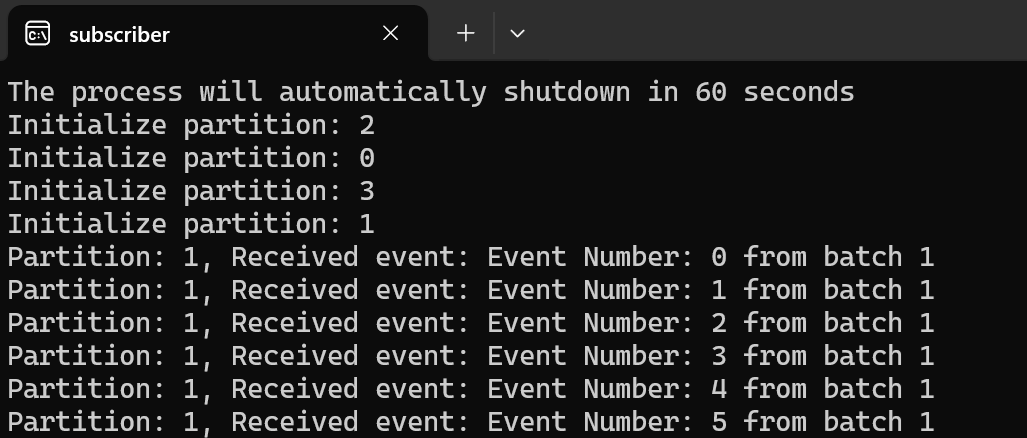 subscriber
The process will automatically shutdown in 60 seconds
Initialize partition: 2
Initialize partition: 0
Initialize partition: 3
Initialize partition: 1
Partition: 1, Received event: Event Number: 0 from batch 1
Partition: 1, Received event: Event Number: 1 from batch 1
Partition: 1, Received event: Event Number: 2 from batch 1
Partition: 1, Received event: Event Number: 3 from batch 1
Partition: 1, Received event: Event Number: 4 from batch 1
Partition: 1, Received event: Event Number: 5 from batch 1